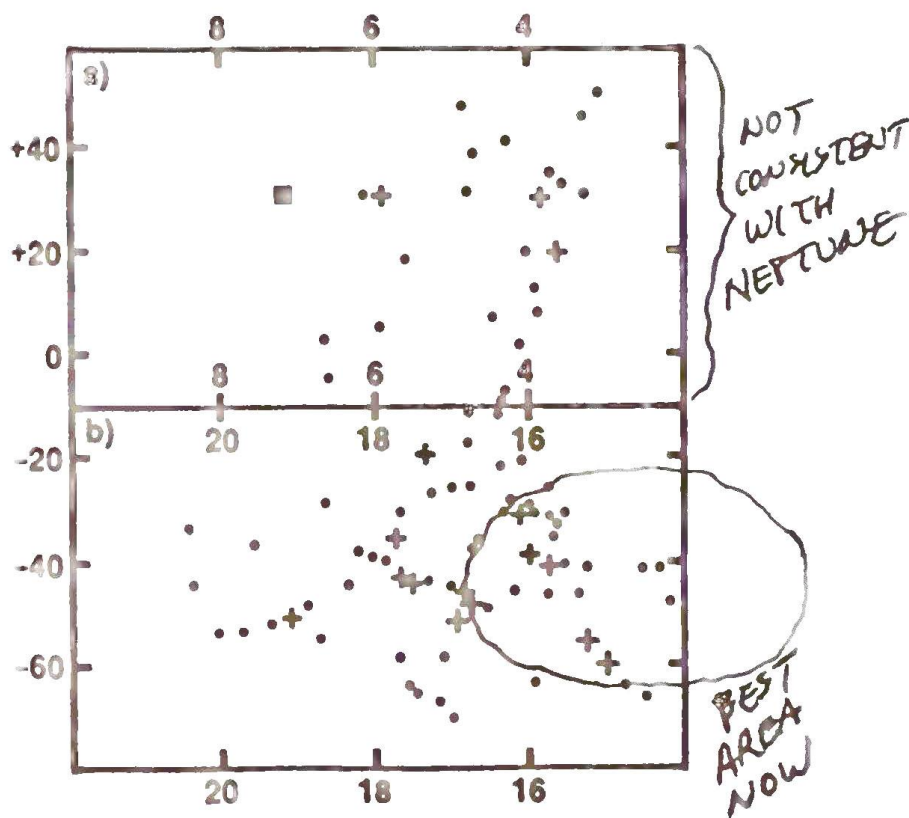 8 6 4
a)
+40
+20
0
8 6 4
b)
20 18 16
-20
-40
-60
20 18 16
NOT
CONSISTENT
WITH
NEPTUNE
BEST
AREA
NOW